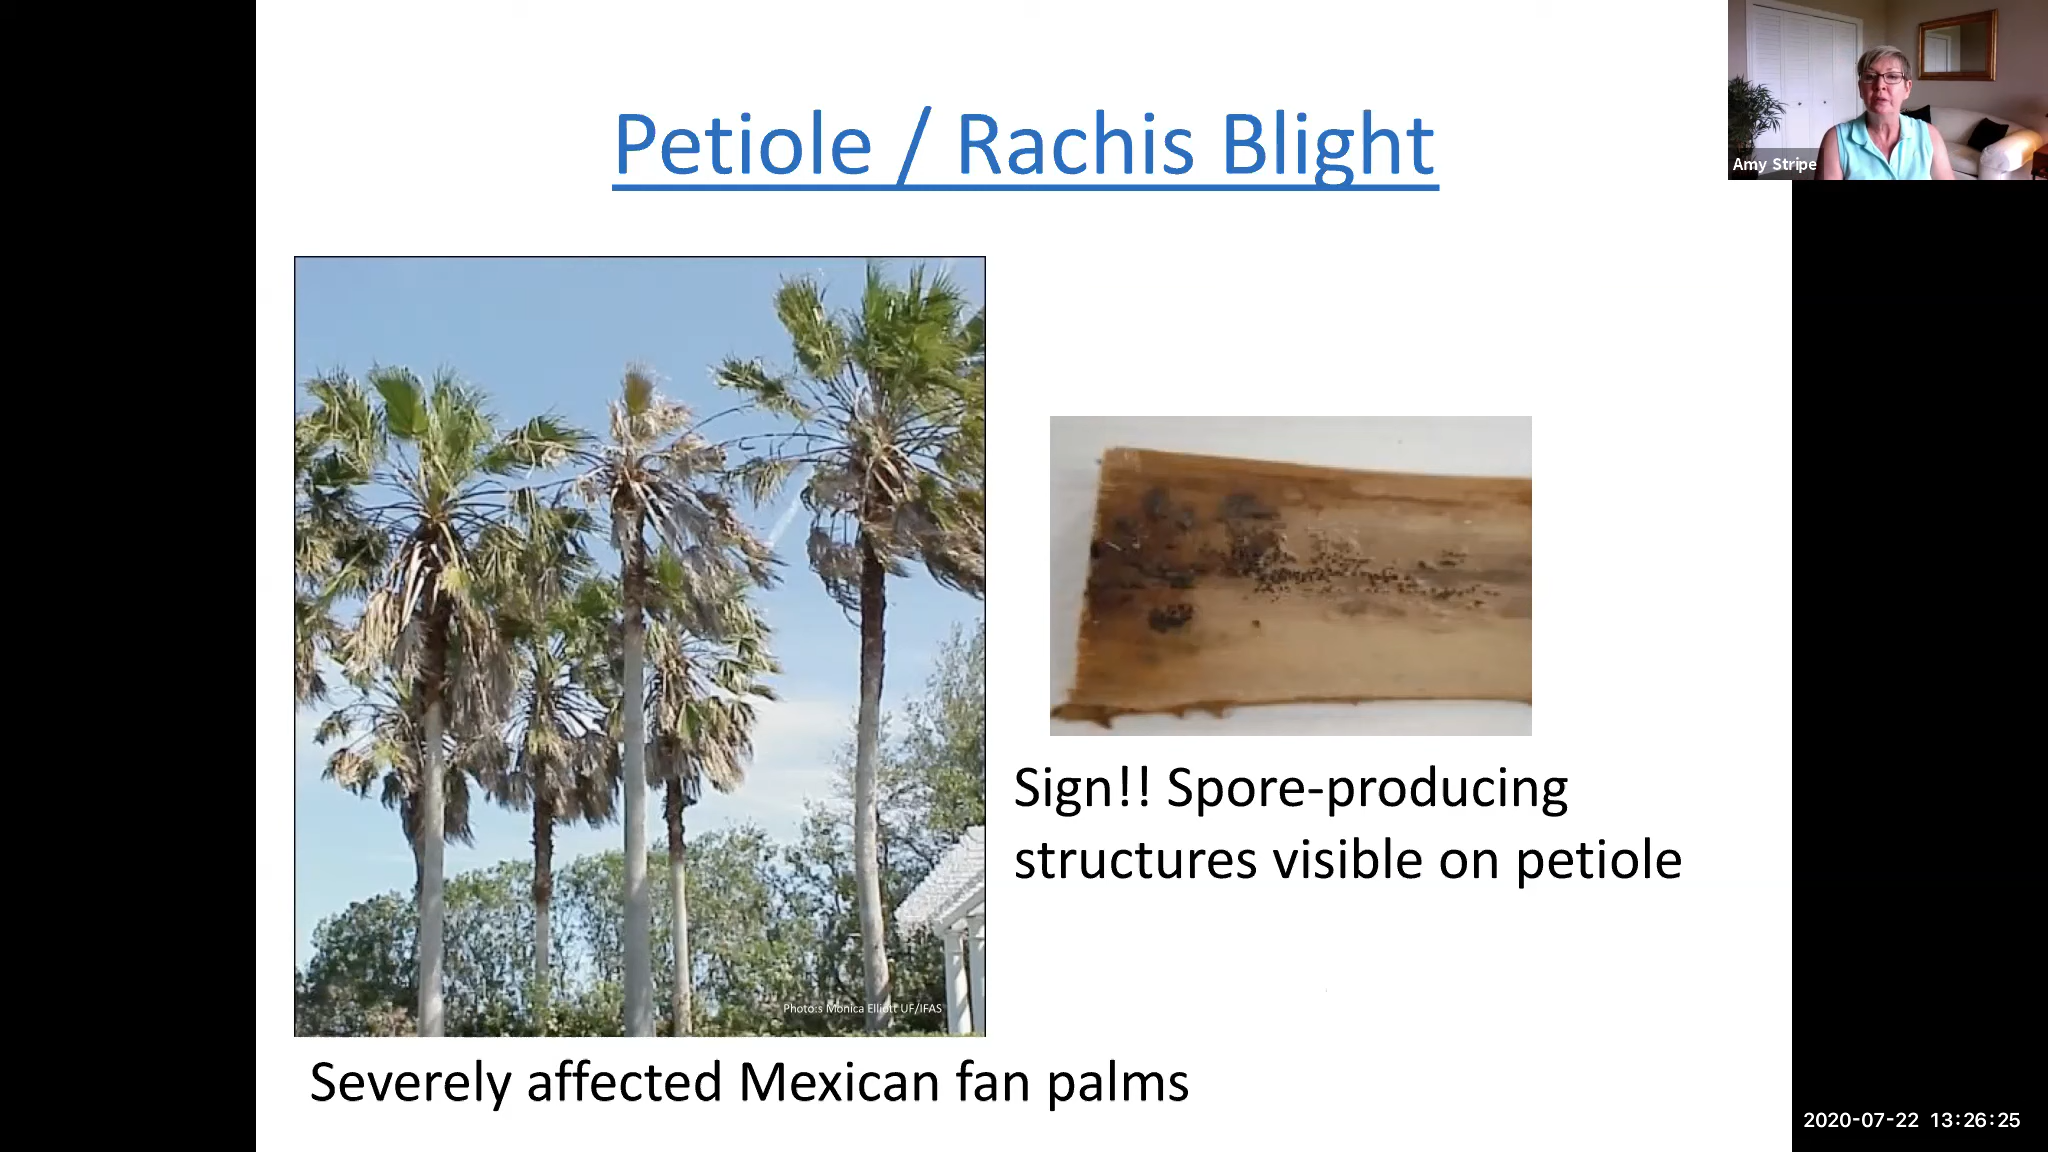 Petiole / Rachis Blight
Amy Stripe
Photo:s Monica Elliott UF/IFAS
Sign!! Spore-producing
structures visible on petiole
Severely affected Mexican fan palms
2020-07-22 13:26:25